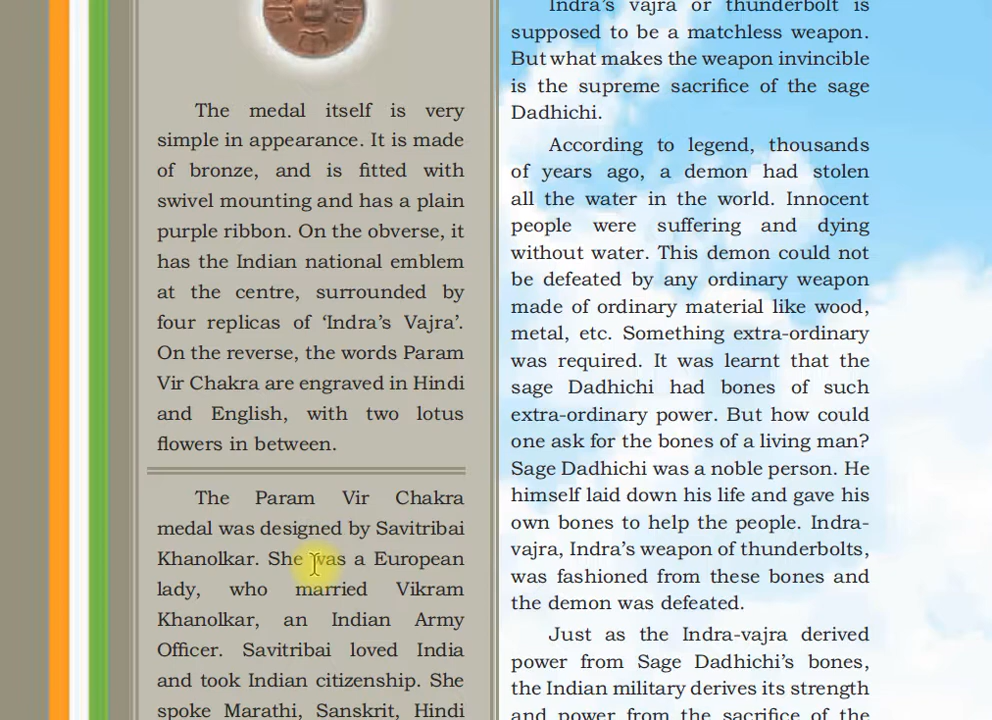 The medal itself is very
simple in appearance. It is made
of bronze, and is fitted with
swivel mounting and has a plain
purple ribbon. On the obverse, it
has the Indian national emblem
at the centre, surrounded by
four replicas of ‘Indra’s Vajra’.
On the reverse, the words Param
Vir Chakra are engraved in Hindi
and English, with two lotus
flowers in between.
The Param Vir Chakra
medal was designed by Savitribai
Khanolkar. She was a European
lady, who married Vikram
Khanolkar, an Indian Army
Officer. Savitribai loved India
and took Indian citizenship. She
spoke Marathi, Sanskrit, Hindi
Indra’s vajra or thunderbolt is
supposed to be a matchless weapon.
But what makes the weapon invincible
is the supreme sacrifice of the sage
Dadhichi.
According to legend, thousands
of years ago, a demon had stolen
all the water in the world. Innocent
people were suffering and dying
without water. This demon could not
be defeated by any ordinary weapon
made of ordinary material like wood,
metal, etc. Something extra-ordinary
was required. It was learnt that the
sage Dadhichi had bones of such
extra-ordinary power. But how could
one ask for the bones of a living man?
Sage Dadhichi was a noble person. He
himself laid down his life and gave his
own bones to help the people. Indra-
vajra, Indra’s weapon of thunderbolts,
was fashioned from these bones and
the demon was defeated.
Just as the Indra-vajra derived
power from Sage Dadhichi’s bones,
the Indian military derives its strength
and power from the sacrifice of the